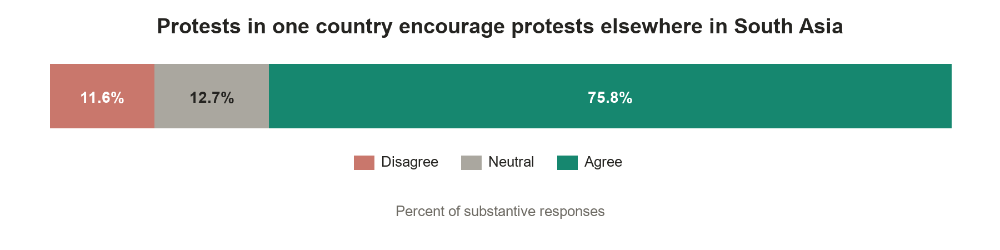 Protests in one country encourage protests elsewhere in South Asia
11.6% 12.7% 75.8%
Disagree Neutral Agree
Percent of substantive responses